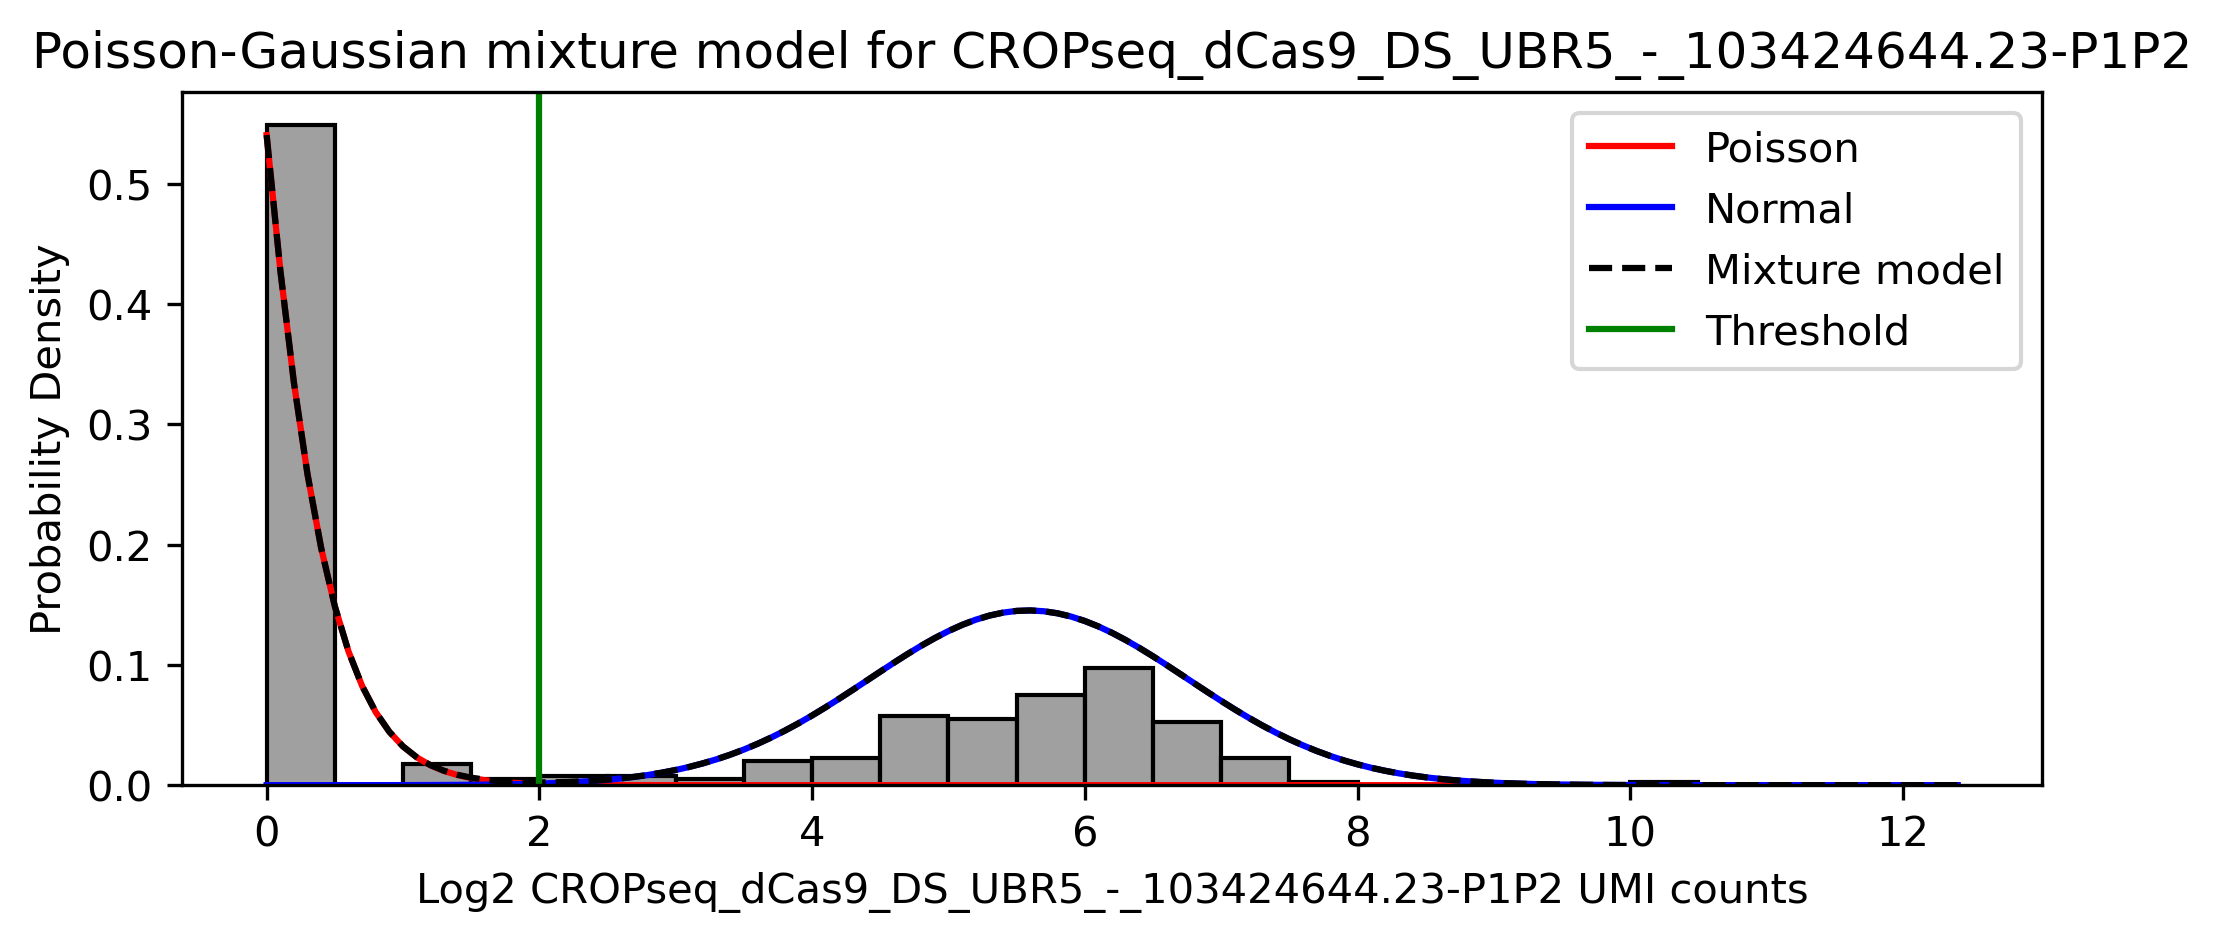 Poisson-Gaussian mixture model for CROPseq_dCas9_DS_UBR5_-_103424644.23-P1P2
Probability Density
0.5
0.4
0.3
0.2
0.1
0.0
Poisson
Normal
Mixture model
Threshold
0 2 4 6 8 10 12
Log2 CROPseq_dCas9_DS_UBR5_-_103424644.23-P1P2 UMI counts